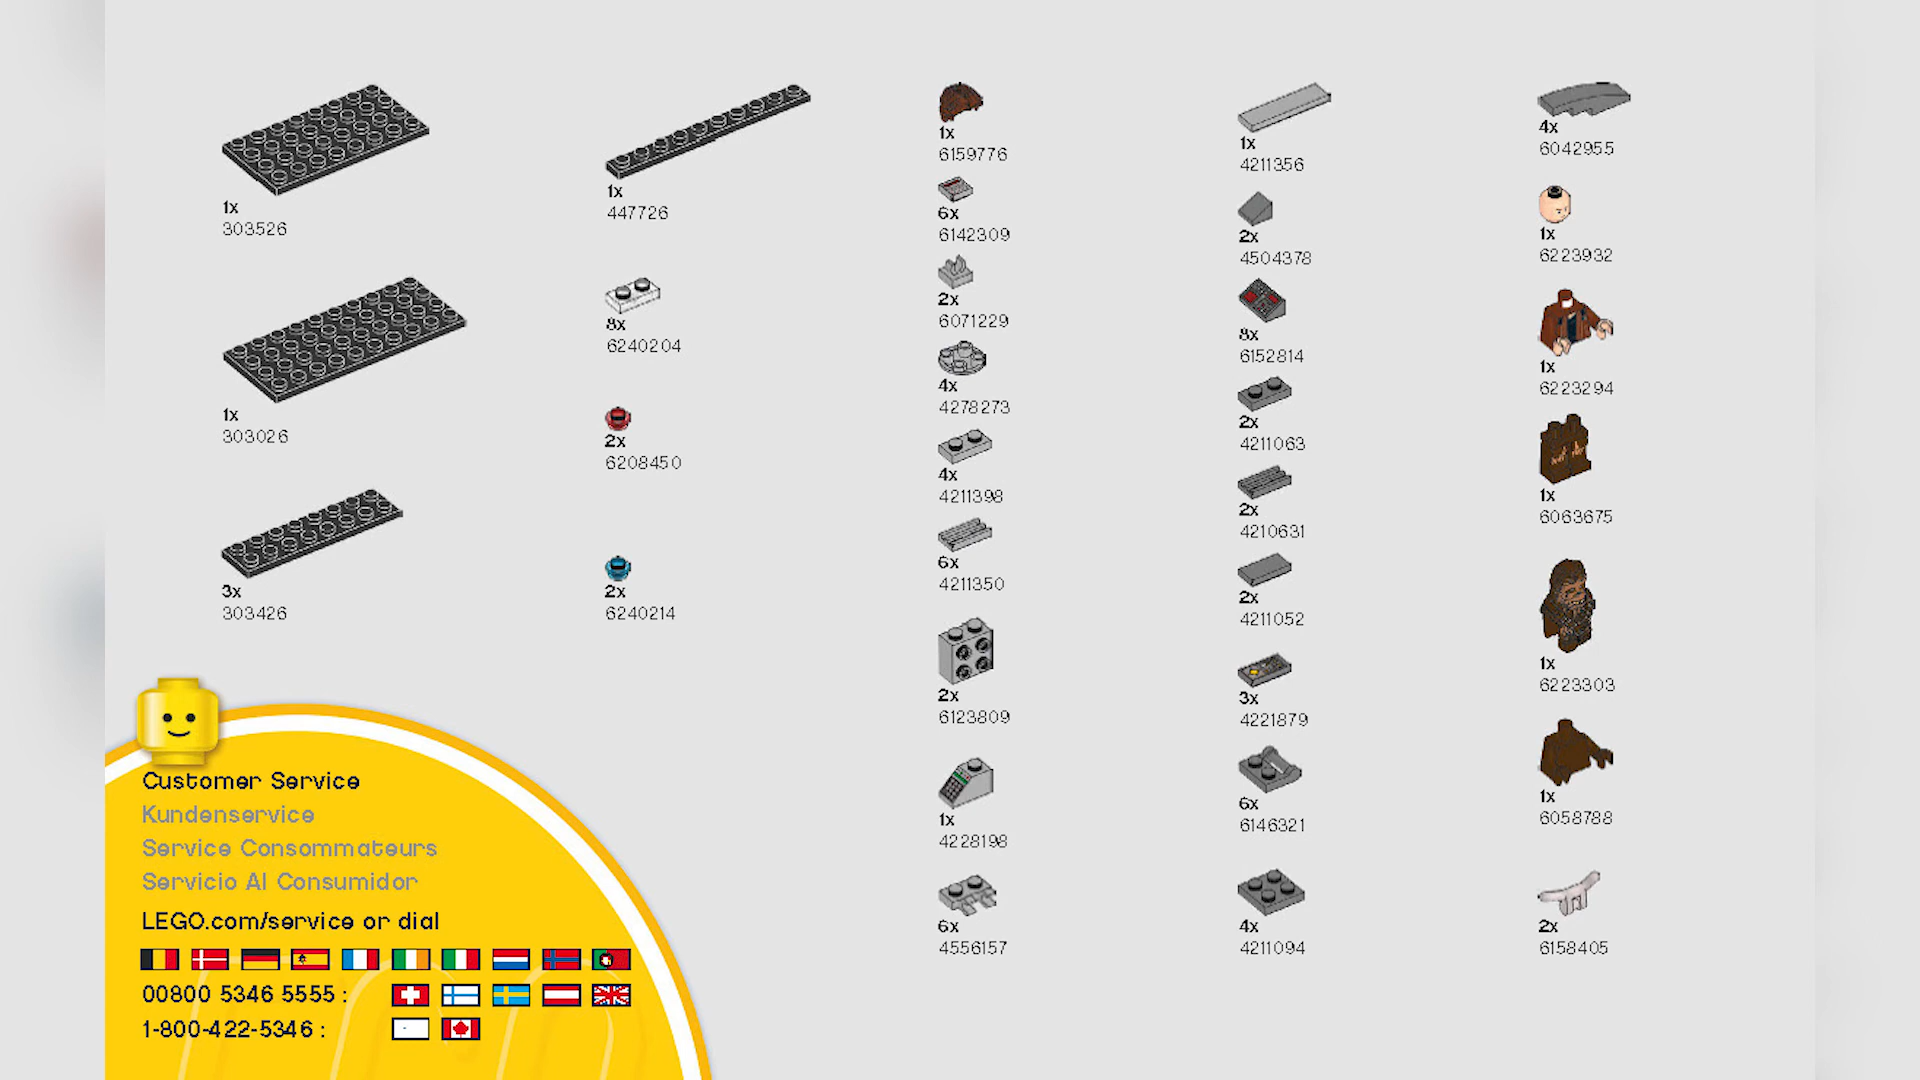 1x
303526
1x
303026
3x
303426
1x
447726
8x
6240204
2x
6208450
2x
6240214
1x
6159776
6x
6142309
2x
6071229
4x
4278273
4x
4211398
6x
4211350
2x
6123809
1x
4228198
6x
4556157
1x
4211356
2x
4504378
8x
6152814
2x
4211063
2x
4210631
2x
4211052
3x
4221879
6x
6146321
4x
4211094
4x
6042955
1x
6223932
1x
6223294
1x
6063675
1x
6223303
1x
6058788
2x
6158405
Customer Service
Kundenservice
Service Consommateurs
Servicio Al Consumidor
LEGO.com/service or dial
00800 5346 5555 :
1-800-422-5346 :